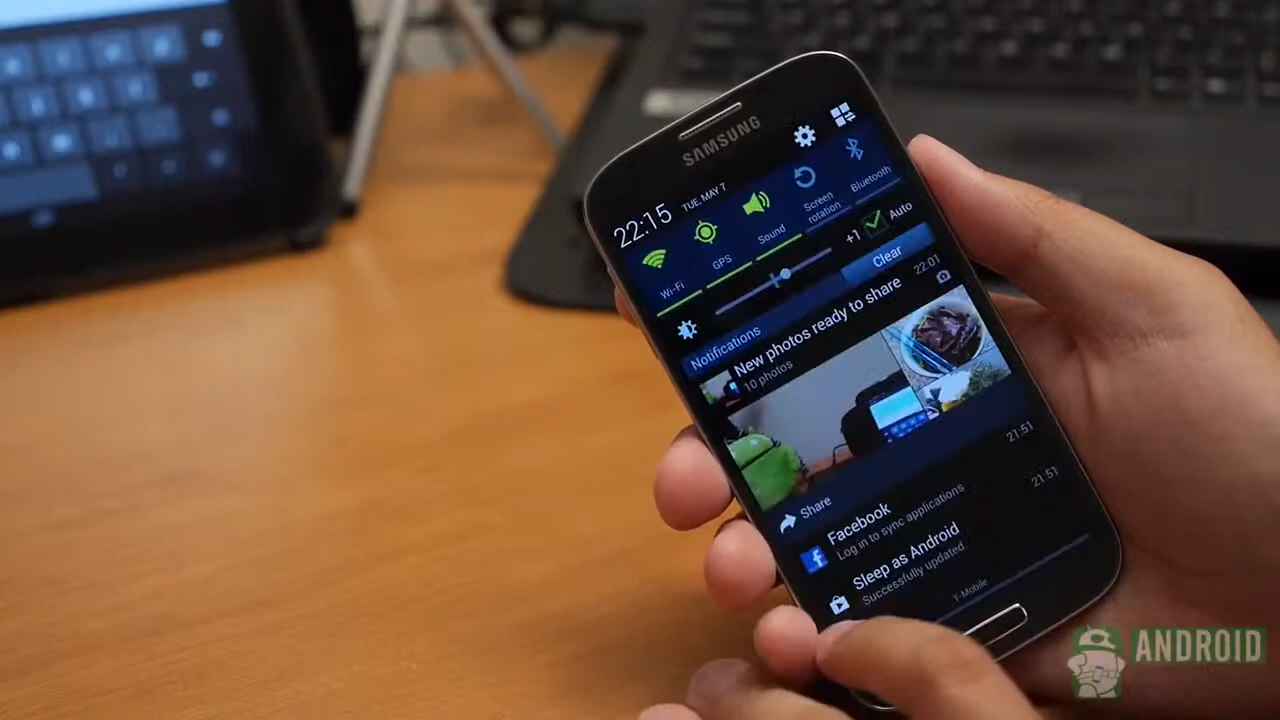 SAMSUNG
22:15 TUE, MAY 7
Wi-Fi
GPS
Sound
Screen
rotation
Bluetooth
+1 Auto
Notifications
Clear
New photos ready to share 22:01
10 photos
Share
Facebook 21:51
Log in to sync applications
Sleep as Android 21:51
Successfully updated.
T-Mobile
ANDROID